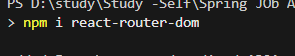 PS D:\study\Study -Self\Spring JOb A
> npm i react-router-dom